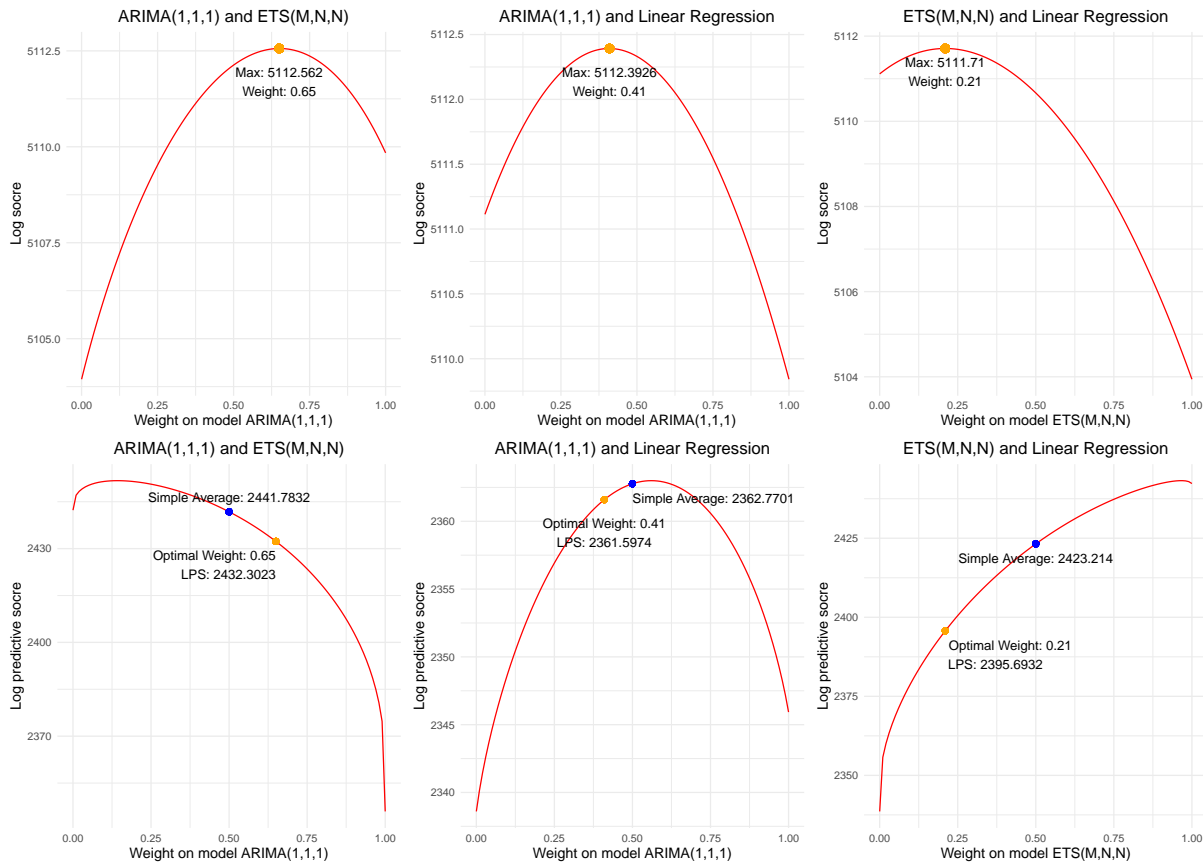 ARIMA(1,1,1) and ETS(M,N,N)
5112.5
5110.0
5107.5
5105.0
Log socre
Max: 5112.562
Weight: 0.65
0.00 0.25 0.50 0.75 1.00
Weight on model ARIMA(1,1,1)
ARIMA(1,1,1) and Linear Regression
5112.5
5112.0
5111.5
5111.0
5110.5
5110.0
Log socre
Max: 5112.3926
Weight: 0.41
0.00 0.25 0.50 0.75 1.00
Weight on model ARIMA(1,1,1)
ETS(M,N,N) and Linear Regression
5112
5110
5108
5106
5104
Log socre
Max: 5111.71
Weight: 0.21
0.00 0.25 0.50 0.75 1.00
Weight on model ETS(M,N,N)
ARIMA(1,1,1) and ETS(M,N,N)
2430
2400
2370
Log predictive socre
Simple Average: 2441.7832
Optimal Weight: 0.65
LPS: 2432.3023
0.00 0.25 0.50 0.75 1.00
Weight on model ARIMA(1,1,1)
ARIMA(1,1,1) and Linear Regression
2360
2355
2350
2345
2340
Log predictive socre
Simple Average: 2362.7701
Optimal Weight: 0.41
LPS: 2361.5974
0.00 0.25 0.50 0.75 1.00
Weight on model ARIMA(1,1,1)
ETS(M,N,N) and Linear Regression
2425
2400
2375
2350
Log predictive socre
Simple Average: 2423.214
Optimal Weight: 0.21
LPS: 2395.6932
0.00 0.25 0.50 0.75 1.00
Weight on model ETS(M,N,N)